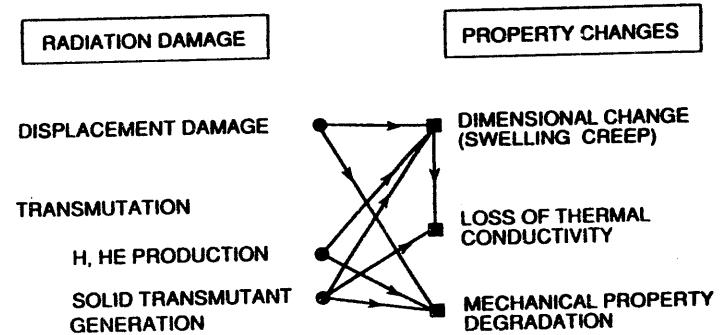 RADIATION DAMAGE
PROPERTY CHANGES
DISPLACEMENT DAMAGE
DIMENSIONAL CHANGE
(SWELLING CREEP)
TRANSMUTATION
LOSS OF THERMAL
CONDUCTIVITY
H, HE PRODUCTION
SOLID TRANSMUTANT
GENERATION
MECHANICAL PROPERTY
DEGRADATION